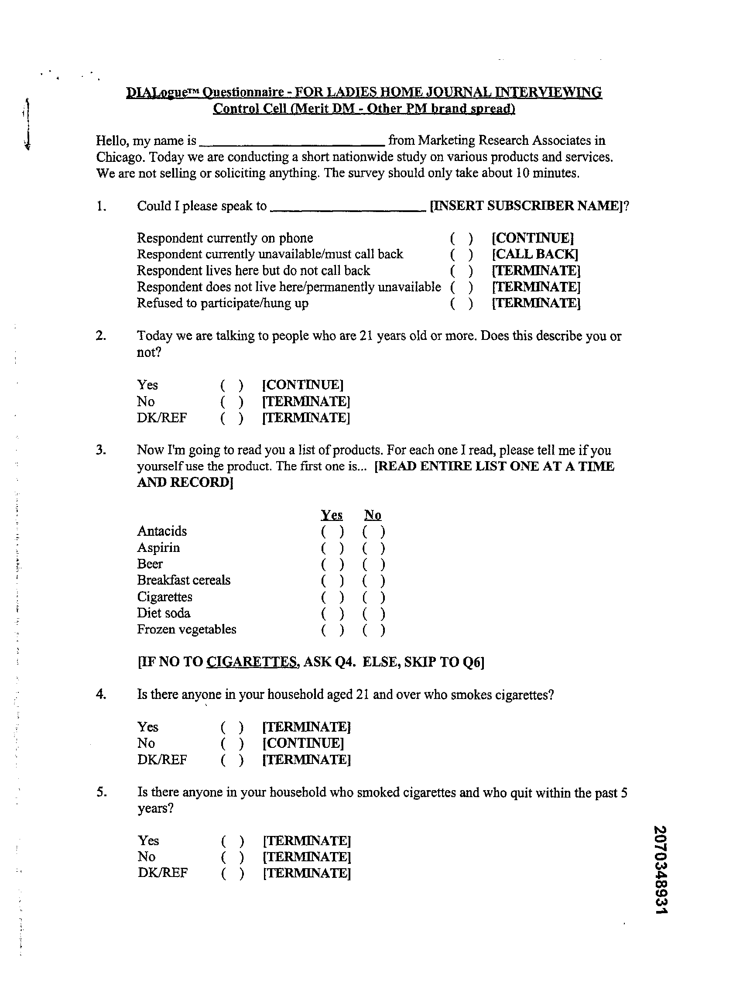 DIALogue™ Questionnaire - FOR LADIES HOME JOURNAL INTERVIEWING
Control Cell (Merit DM - Other PM brand spread)
Hello, my name is ____________________ from Marketing Research Associates in
Chicago. Today we are conducting a short nationwide study on various products and services.
We are not selling or soliciting anything. The survey should only take about 10 minutes.
1. Could I please speak to ____________________ [INSERT SUBSCRIBER NAME]?
Respondent currently on phone ( ) [CONTINUE]
Respondent currently unavailable/must call back ( ) [CALL BACK]
Respondent lives here but do not call back ( ) [TERMINATE]
Respondent does not live here/permanently unavailable ( ) [TERMINATE]
Refused to participate/hung up ( ) [TERMINATE]
2. Today we are talking to people who are 21 years old or more. Does this describe you or
not?
Yes ( ) [CONTINUE]
No ( ) [TERMINATE]
DK/REF ( ) [TERMINATE]
3. Now I'm going to read you a list of products. For each one I read, please tell me if you
yourself use the product. The first one is... [READ ENTIRE LIST ONE AT A TIME
AND RECORD]
Yes No
Antacids ( ) ( )
Aspirin ( ) ( )
Beer ( ) ( )
Breakfast cereals ( ) ( )
Cigarettes ( ) ( )
Diet soda ( ) ( )
Frozen vegetables ( ) ( )
[IF NO TO CIGARETTES, ASK Q4. ELSE, SKIP TO Q6]
4. Is there anyone in your household aged 21 and over who smokes cigarettes?
Yes ( ) [TERMINATE]
No ( ) [CONTINUE]
DK/REF ( ) [TERMINATE]
5. Is there anyone in your household who smoked cigarettes and who quit within the past 5
years?
Yes ( ) [TERMINATE]
No ( ) [TERMINATE]
DK/REF ( ) [TERMINATE]
2070348931